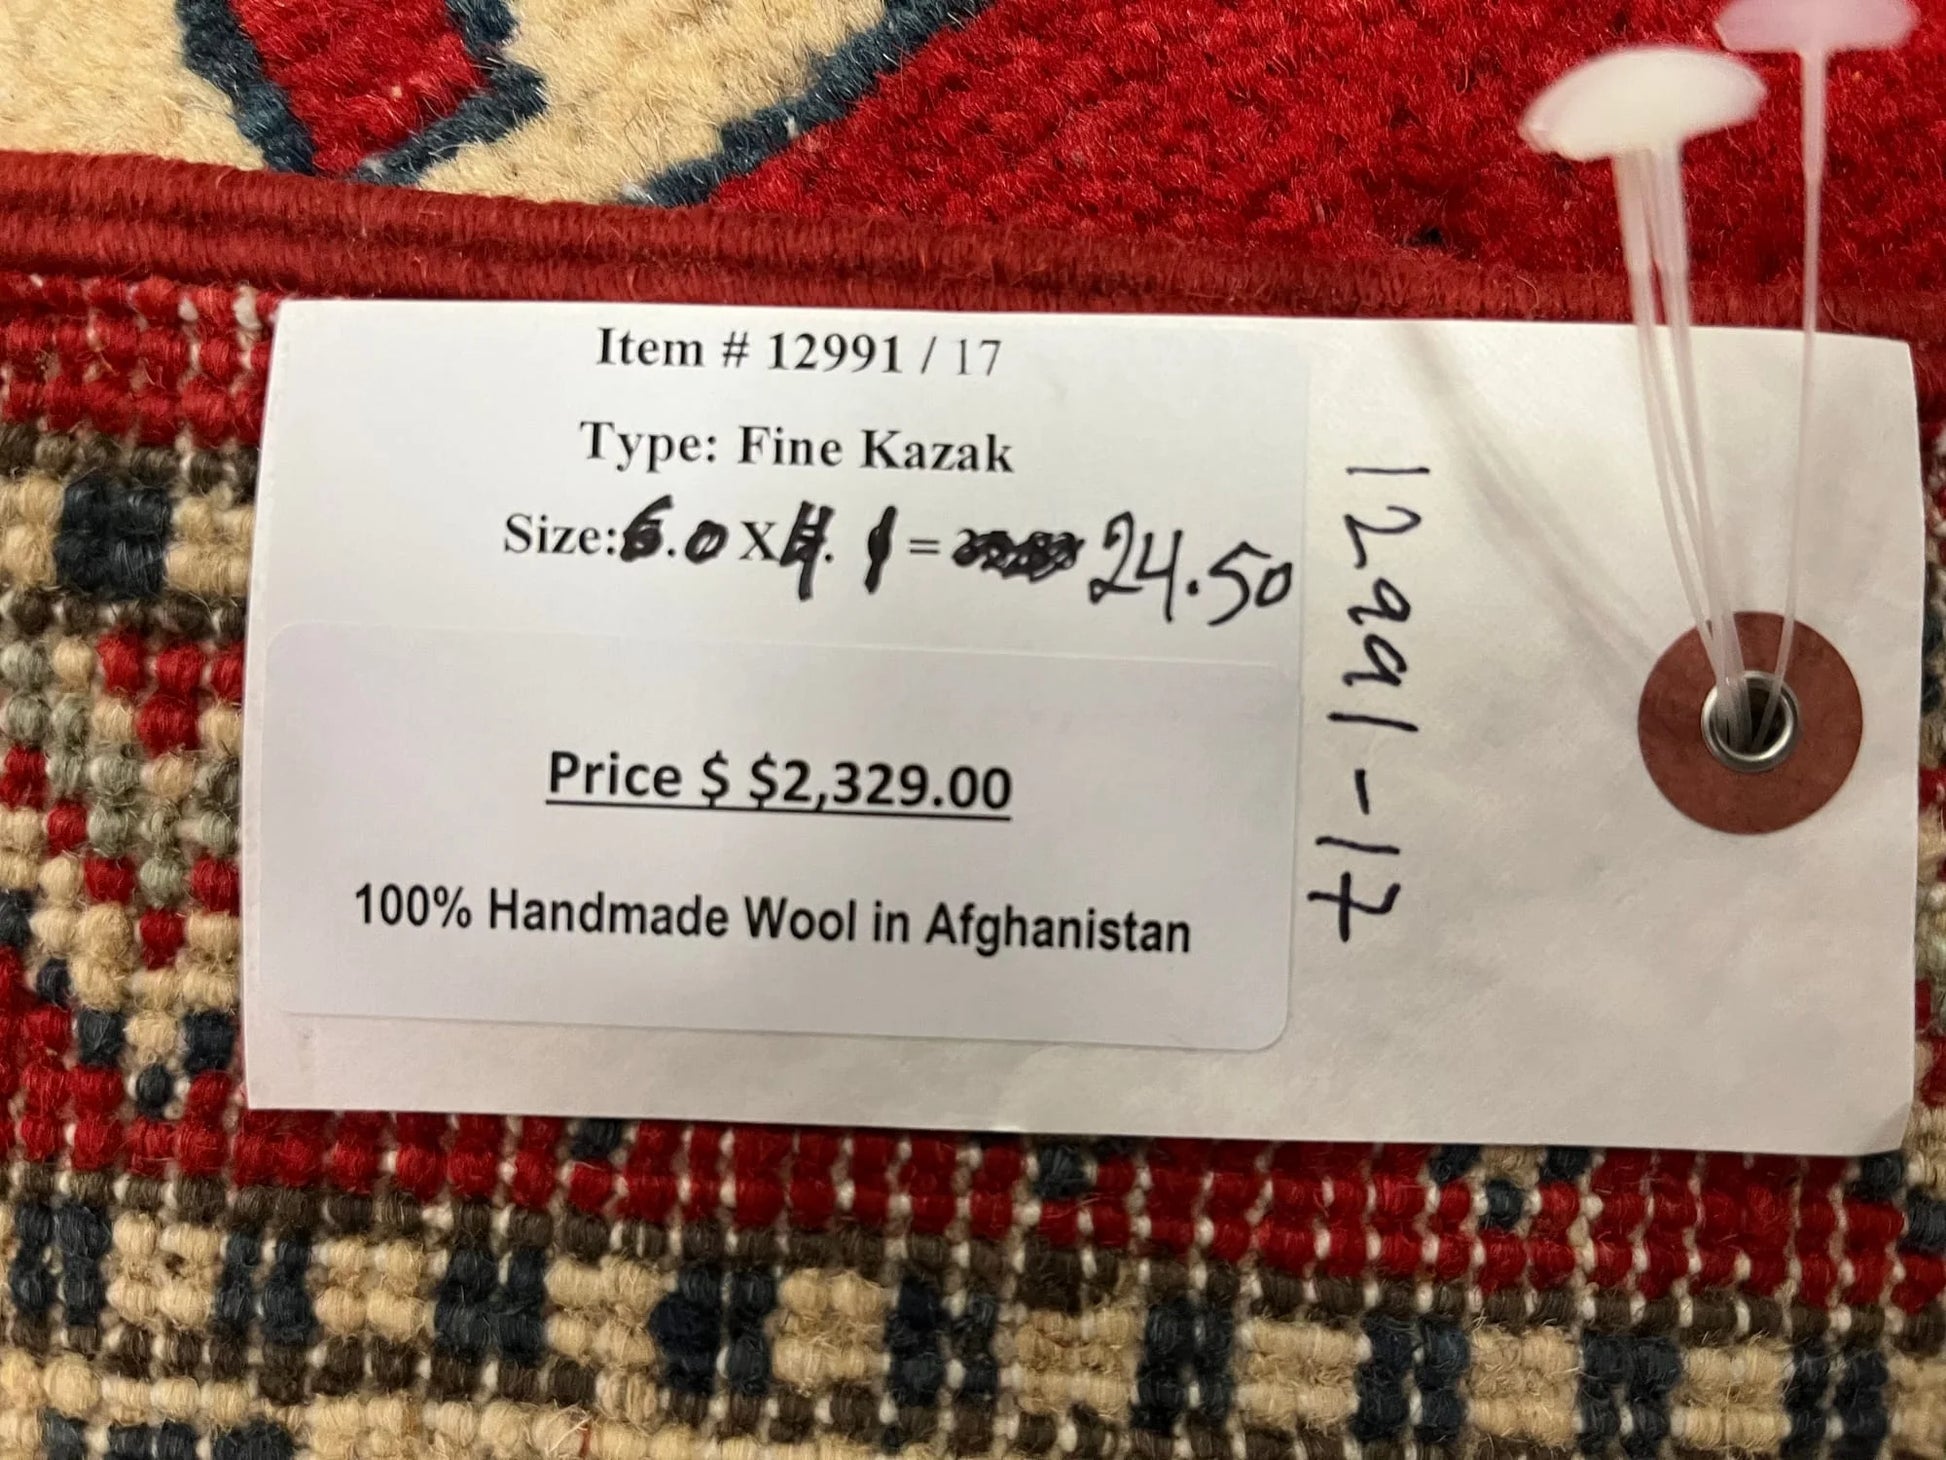 Item # 12991 / 17
Type: Fine Kazak
Size: 6.0 X 4. 1 = 24.50
Price $ $2,329.00
100% Handmade Wool in Afghanistan
12991-17